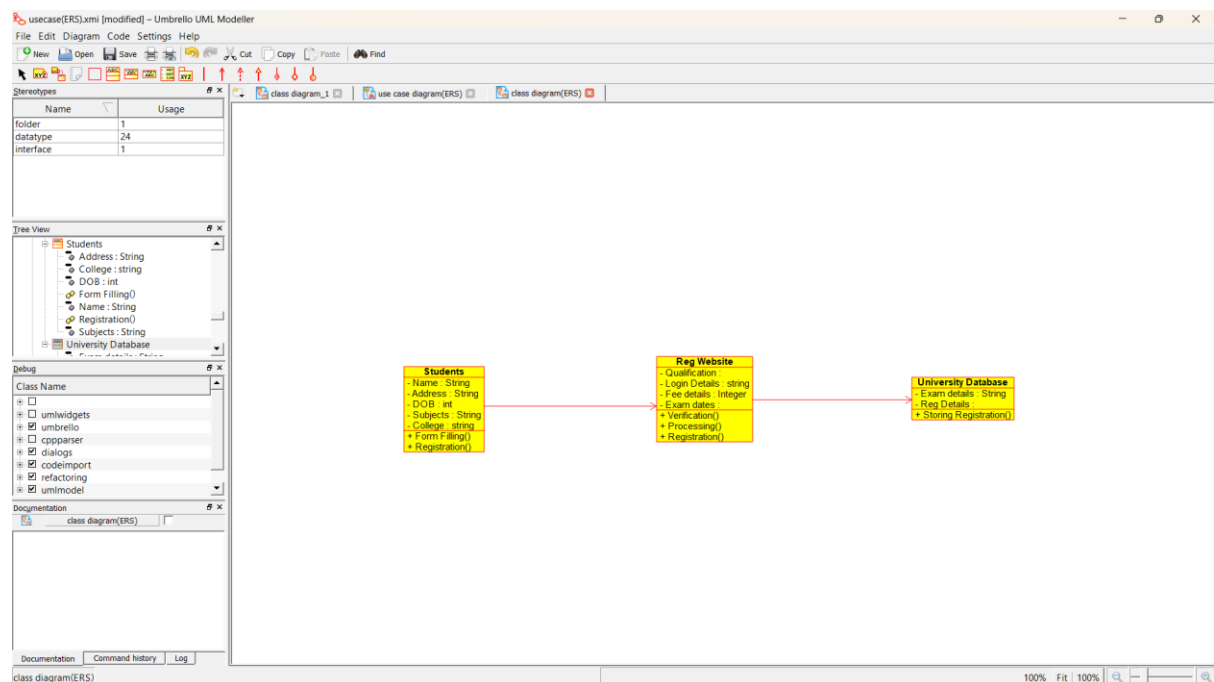 usecase(ERS).xmi [modified] – Umbrello UML Modeller
File Edit Diagram Code Settings Help
New Open Save Cut Copy Paste Find
Stereotypes
class diagram_1 use case diagram(ERS) class diagram(ERS)
Name Usage
folder 1
datatype 24
interface 1
Tree View
Students
Address : String
College : string
DOB : int
Form Filling()
Name : String
Registration()
Subjects : String
University Database
Exam details : String
Debug
Class Name
umlwidgets
umbrello
cppparser
dialogs
codeimport
refactoring
umlmodel
Documentation
class diagram(ERS)
Documentation Command history Log
class diagram(ERS)
Students
- Name : String
- Address : String
- DOB : int
- Subjects : String
- College : string
+ Form Filling()
+ Registration()
Reg Website
- Qualification :
- Login Details : string
- Fee details : Integer
- Exam dates :
+ Verification()
+ Processing()
+ Registration()
University Database
- Exam details : String
- Reg Details :
+ Storing Registration()
100% Fit 100%